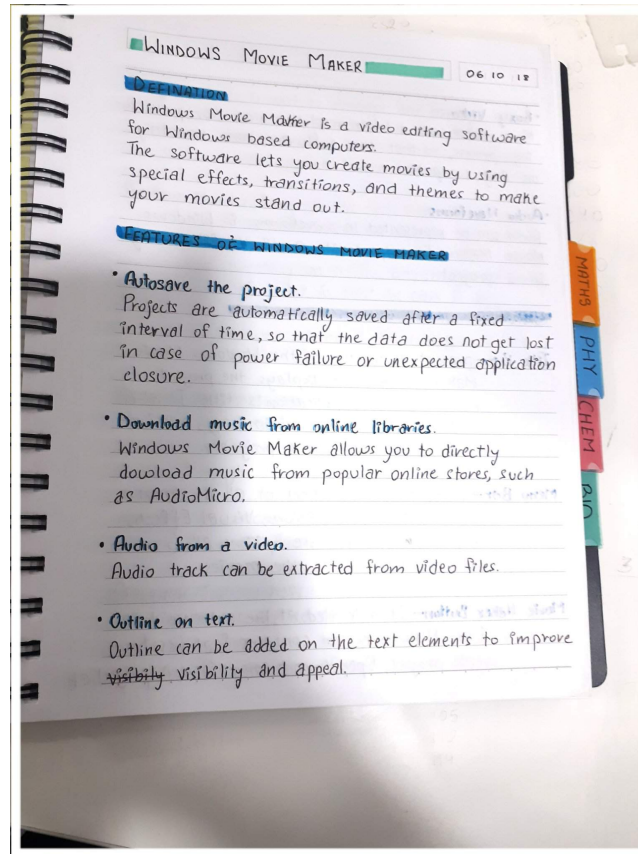 WINDOWS MOVIE MAKER
06 10 18
DEFINATION
Windows Movie Maker is a video editing software
for Windows based computers.
The software lets you create movies by using
special effects, transitions, and themes to make
your movies stand out.
FEATURES OF WINDOWS MOVIE MAKER
• Autosave the project.
Projects are automatically saved after a fixed
interval of time, so that the data does not get lost
in case of power failure or unexpected application
closure.
• Download music from online libraries.
Windows Movie Maker allows you to directly
dowload music from popular online stores, such
as AudioMicro.
• Audio from a video.
Audio track can be extracted from video files.
• Outline on text.
Outline can be added on the text elements to improve
visibily visibility and appeal.
MATHS
PHY
CHEM
BIO